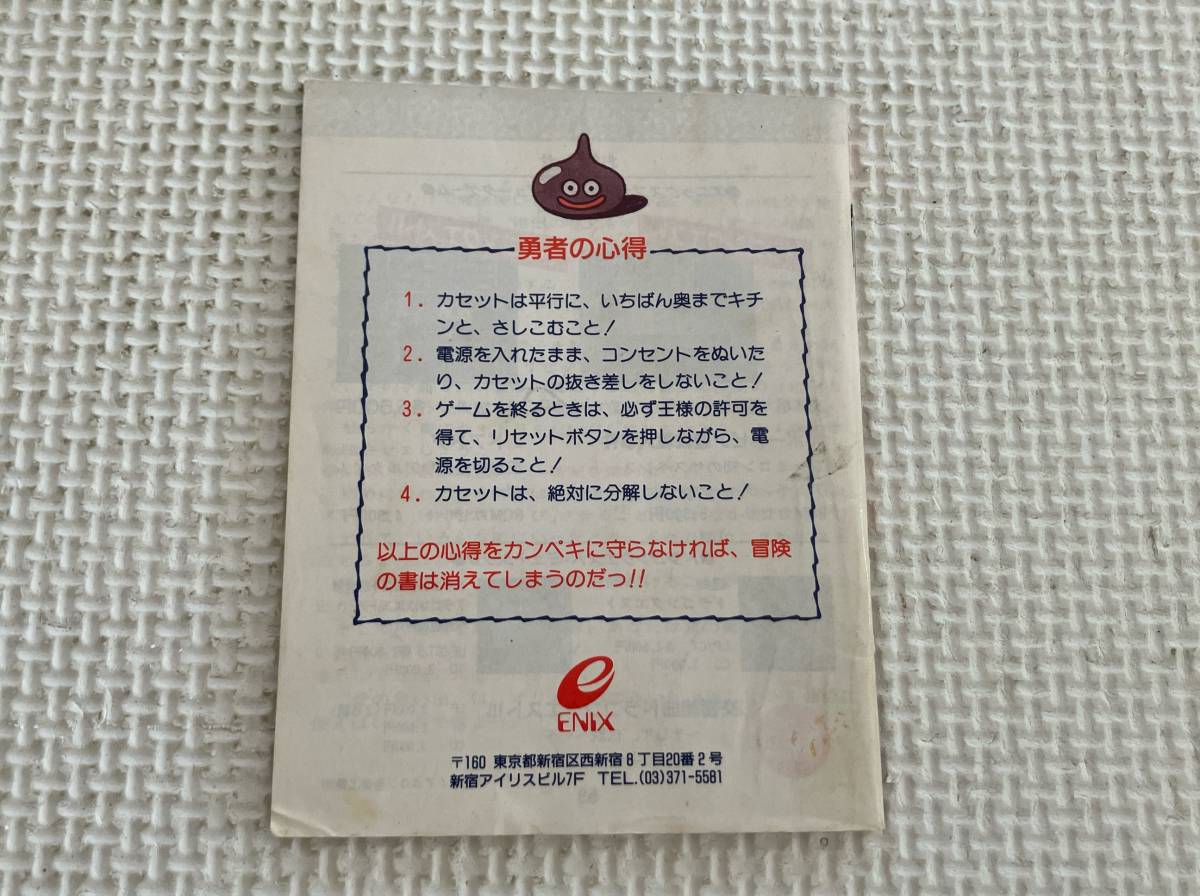 勇者の心得
1. カセットは平行に、いちばん奥までキチ
ンと、さしこむこと!
2. 電源を入れたまま、コンセントをぬいた
り、カセットの抜き差しをしないこと!
3. ゲームを終るときは、必ず王様の許可を
得て、リセットボタンを押しながら、電
源を切ること!
4. カセットは、絶対に分解しないこと!
以上の心得をカンペキに守らなければ、冒険
の書は消えてしまうのだっ!!
ENIX
〒160 東京都新宿区西新宿8丁目20番2号
新宿アイリスビル7F TEL.(03)371-5581